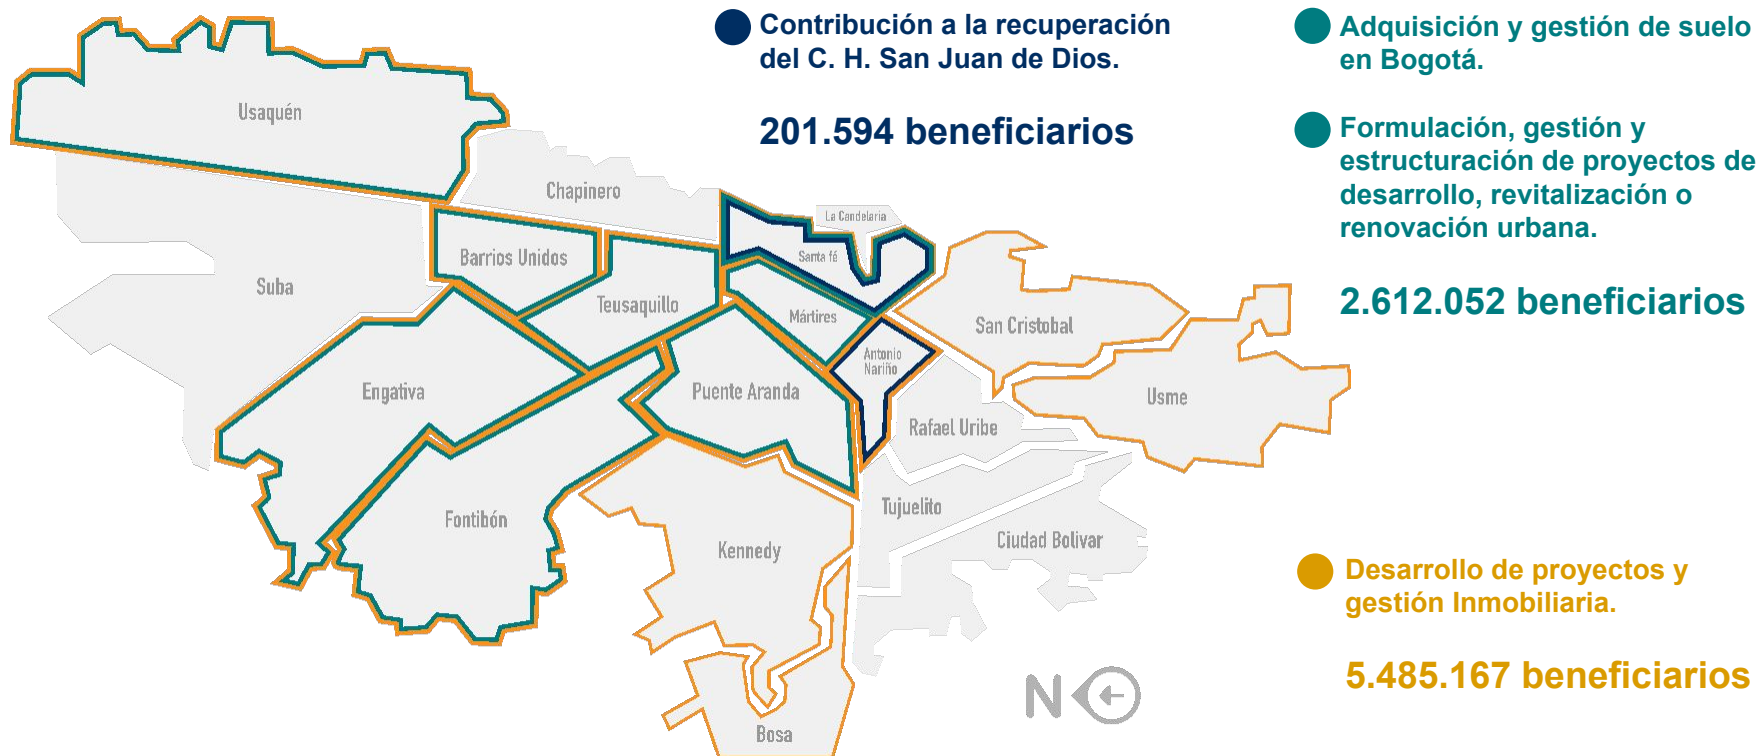 Contribución a la recuperación
del C. H. San Juan de Dios.
201.594 beneficiarios
Adquisición y gestión de suelo
en Bogotá.
Formulación, gestión y
estructuración de proyectos de
desarrollo, revitalización o
renovación urbana.
2.612.052 beneficiarios
Desarrollo de proyectos y
gestión Inmobiliaria.
5.485.167 beneficiarios
Usaquén
Chapinero
La Candelaria
Suba
Barrios Unidos
Santa fé
Teusaquillo
Mártires
San Cristobal
Antonio
Nariño
Engativa
Puente Aranda
Usme
Rafael Uribe
Fontibón
Tujuelito
Kennedy
Ciudad Bolivar
Bosa
N